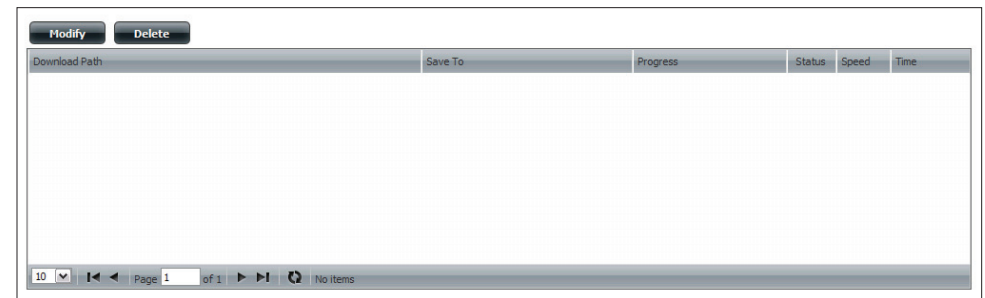 Modify Delete
Download Path Save To Progress Status Speed Time
10 Page 1 of 1 No items